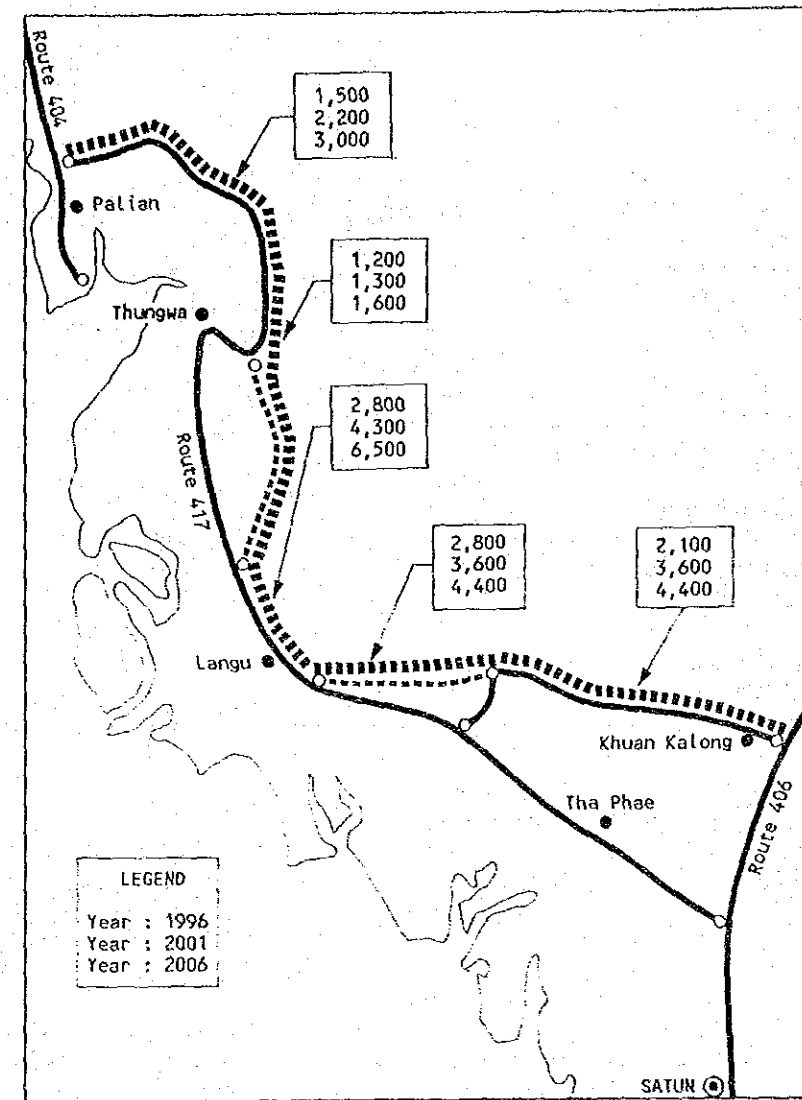 Route 404
1,500
2,200
3,000
Palian
1,200
1,300
1,600
Thungwa
2,800
4,300
6,500
Route 417
2,800
3,600
4,400
2,100
3,600
4,400
Langu
Khuan Kalong
Tha Phae
Route 406
LEGEND
Year : 1996
Year : 2001
Year : 2006
SATUN